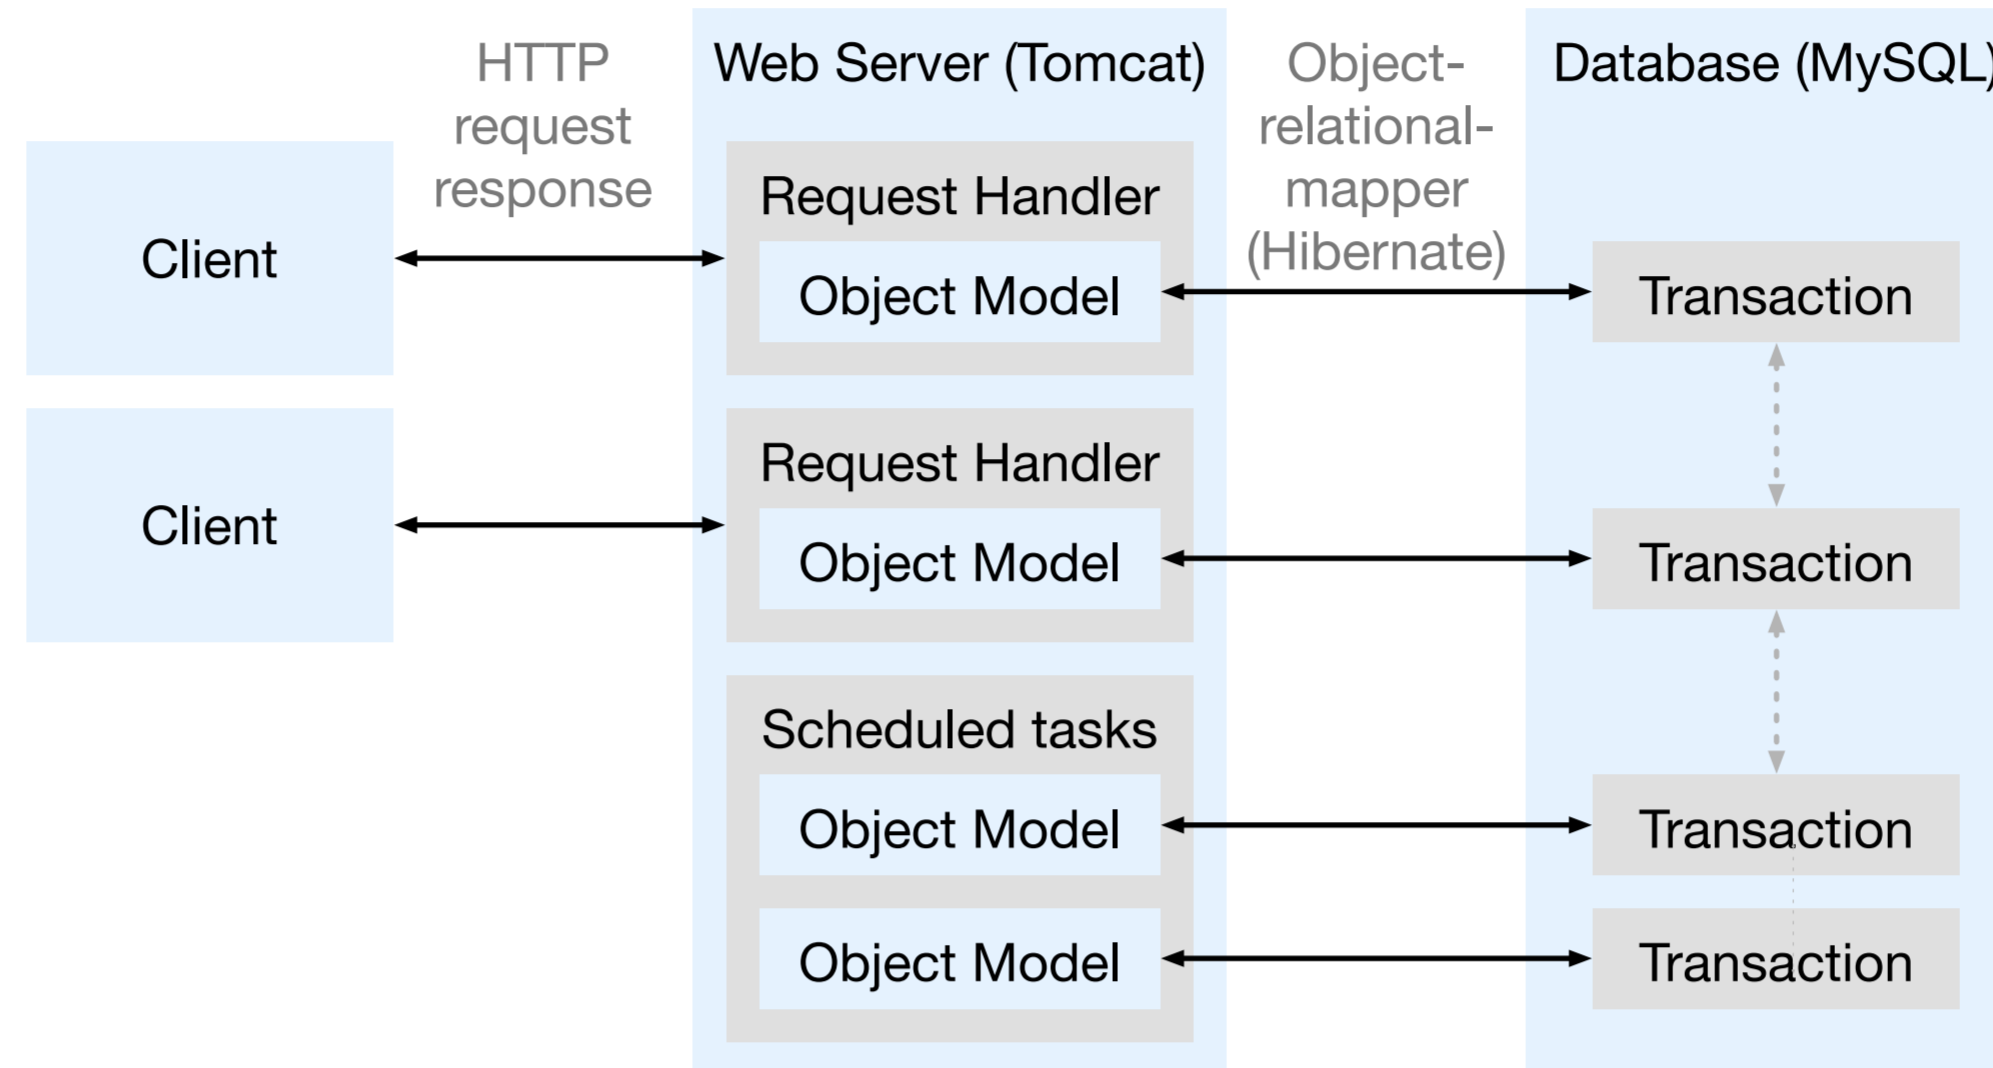 HTTP
request
response
Web Server (Tomcat)
Object-
relational-
mapper
(Hibernate)
Database (MySQL)
Client
Request Handler
Object Model
Transaction
Client
Request Handler
Object Model
Transaction
Scheduled tasks
Object Model
Transaction
Object Model
Transaction